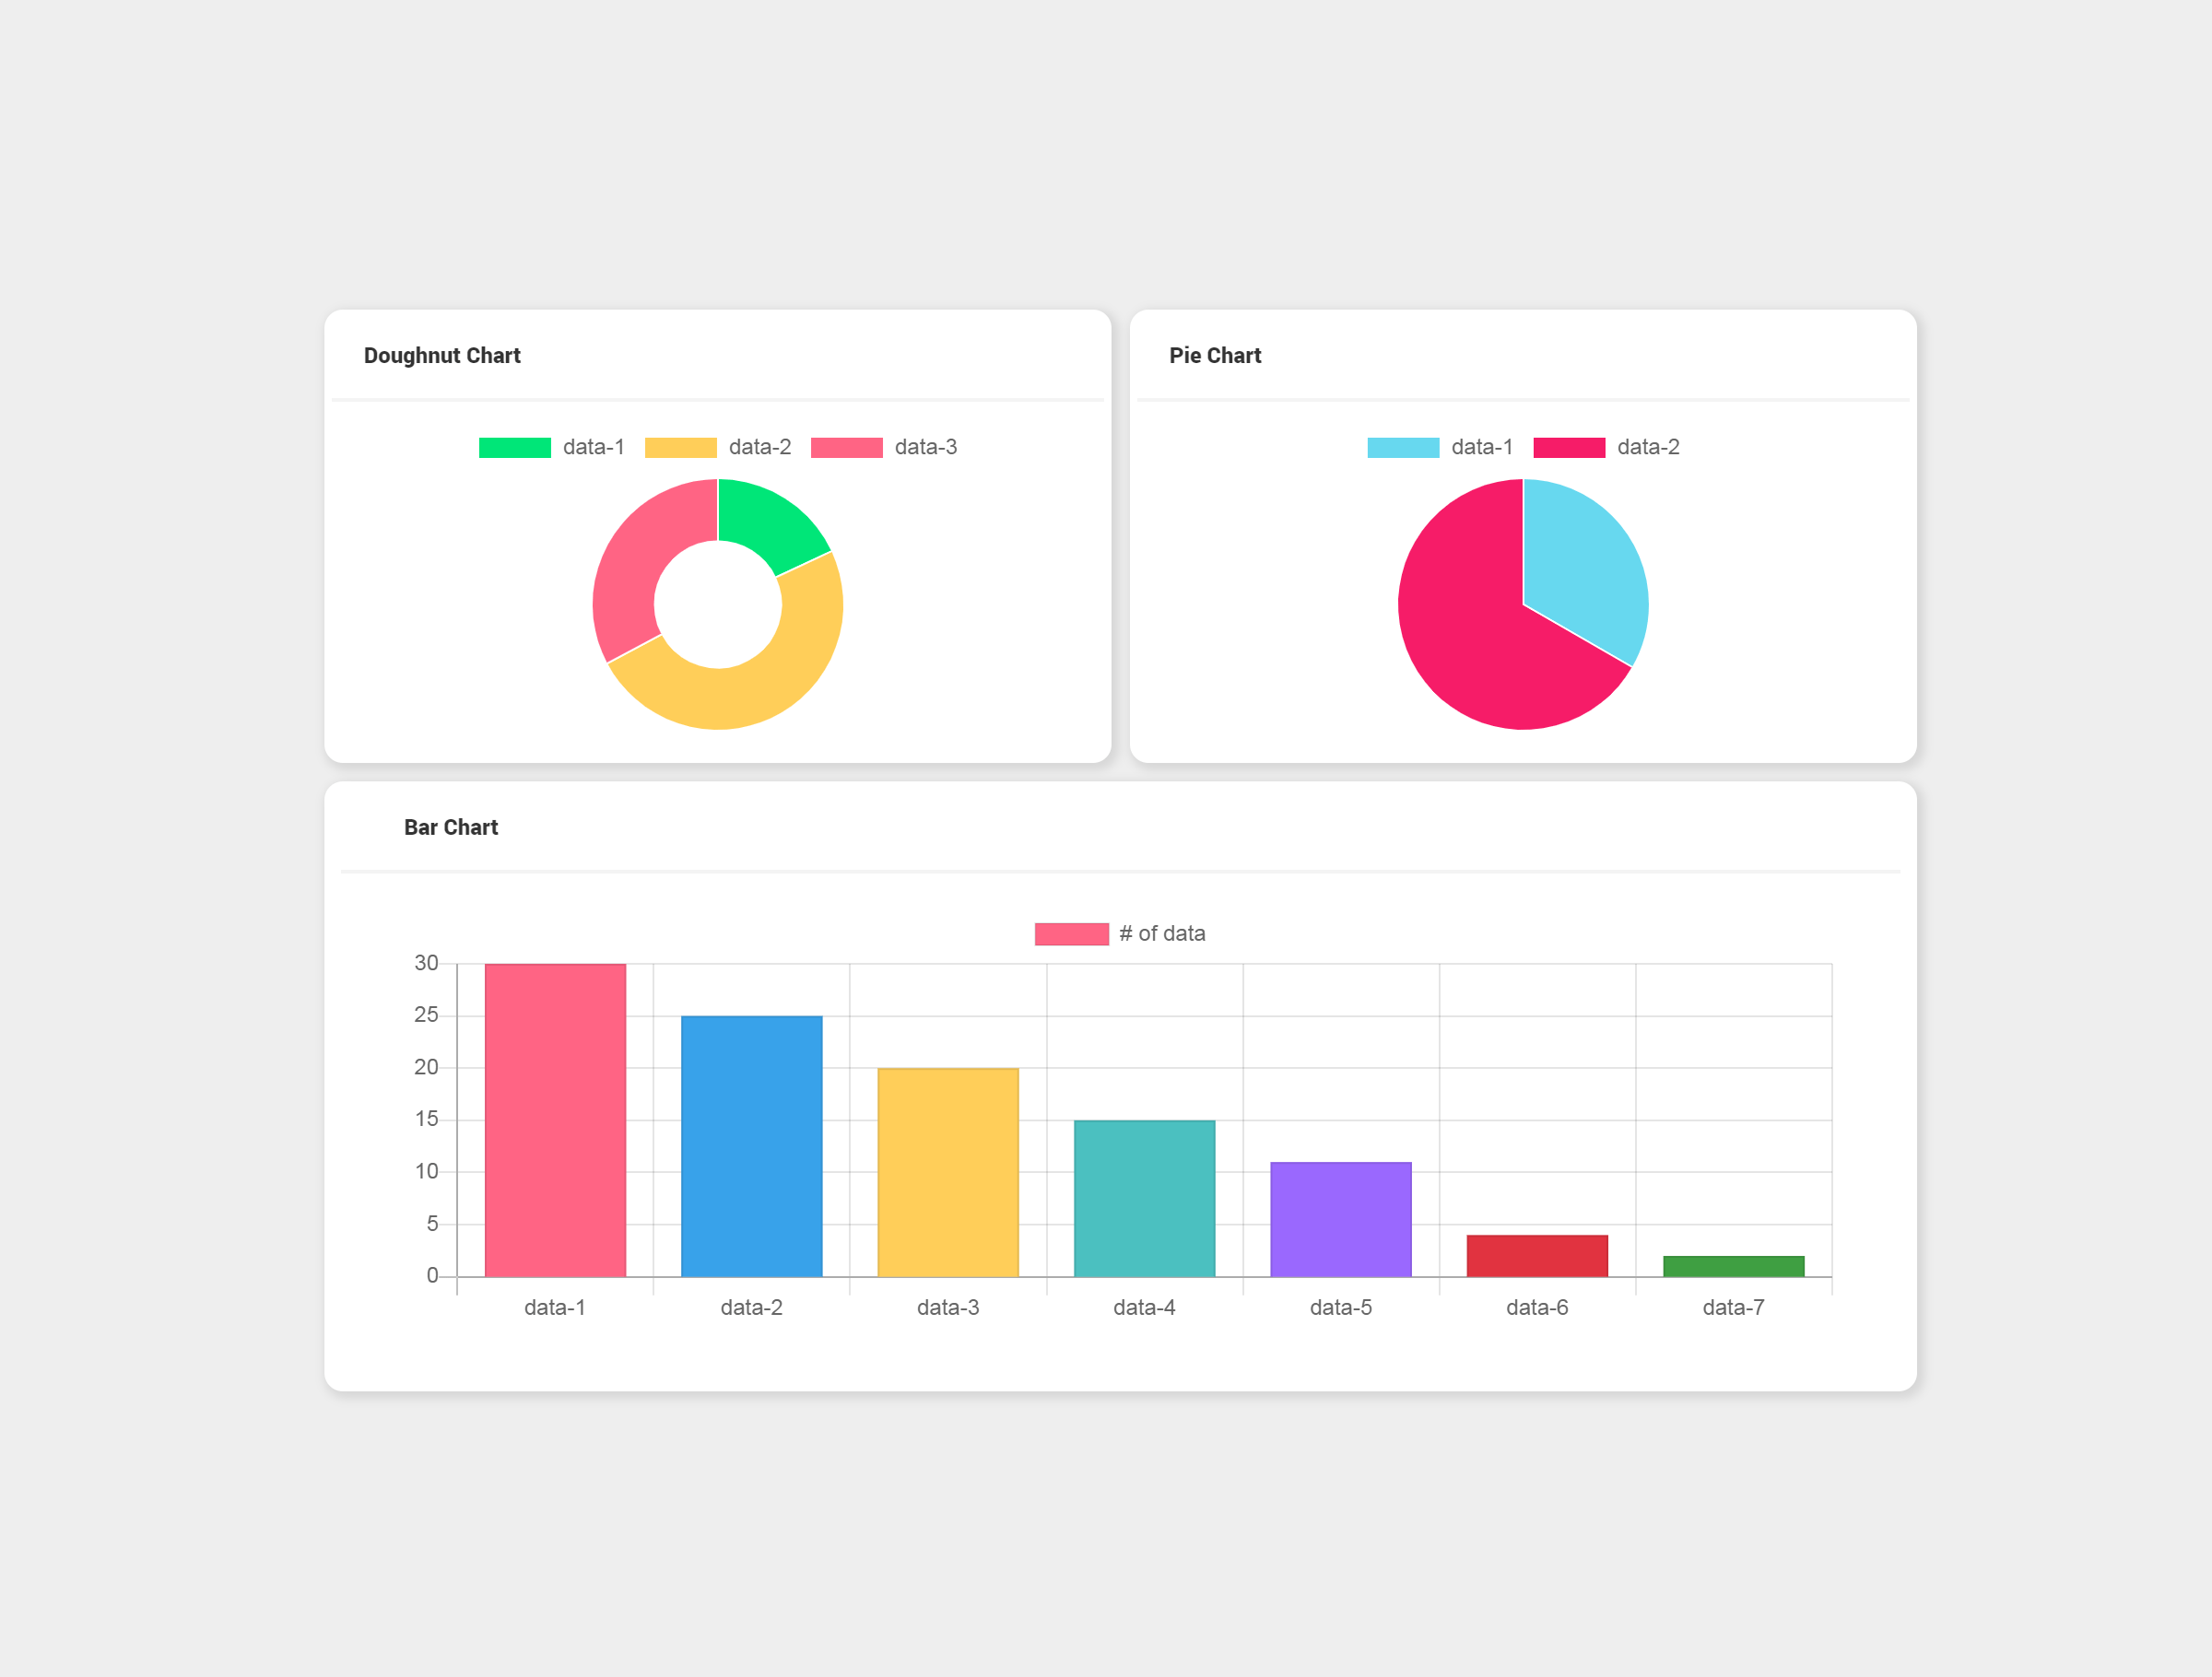 Doughnut Chart
data-1 data-2 data-3
Pie Chart
data-1 data-2
Bar Chart
# of data
30
25
20
15
10
5
0
data-1 data-2 data-3 data-4 data-5 data-6 data-7